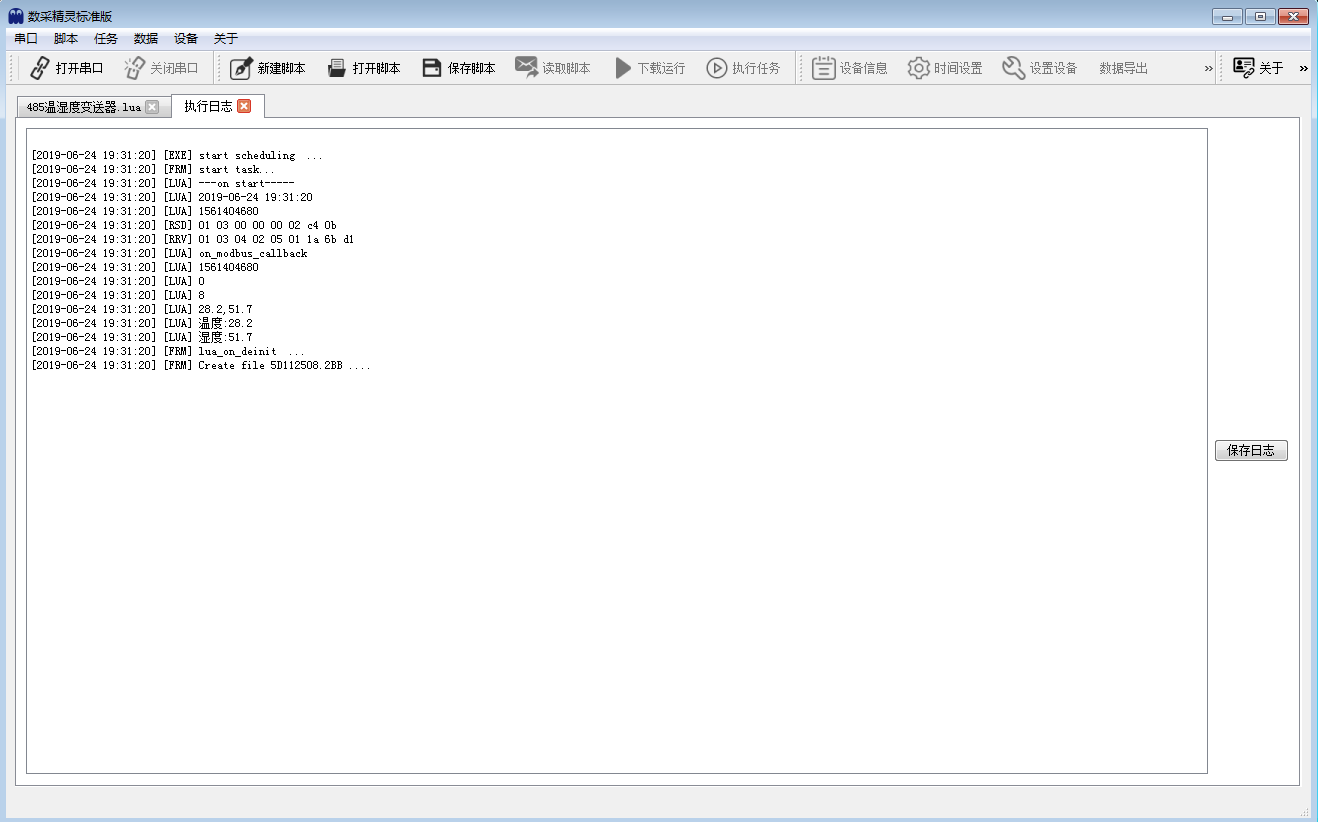 数采精灵标准版
串口 脚本 任务 数据 设备 关于
打开串口 关闭串口 新建脚本 打开脚本 保存脚本 读取脚本 下载运行 执行任务 设备信息 时间设置 设置设备 数据导出 » 关于 »
485温湿度变送器.lua 执行日志
[2019-06-24 19:31:20] [EXE] start scheduling ...
[2019-06-24 19:31:20] [FRM] start task...
[2019-06-24 19:31:20] [LUA] ---on start-----
[2019-06-24 19:31:20] [LUA] 2019-06-24 19:31:20
[2019-06-24 19:31:20] [LUA] 1561404680
[2019-06-24 19:31:20] [RSD] 01 03 00 00 00 02 c4 0b
[2019-06-24 19:31:20] [RRV] 01 03 04 02 05 01 1a 6b d1
[2019-06-24 19:31:20] [LUA] on_modbus_callback
[2019-06-24 19:31:20] [LUA] 1561404680
[2019-06-24 19:31:20] [LUA] 0
[2019-06-24 19:31:20] [LUA] 8
[2019-06-24 19:31:20] [LUA] 28.2,51.7
[2019-06-24 19:31:20] [LUA] 温度:28.2
[2019-06-24 19:31:20] [LUA] 湿度:51.7
[2019-06-24 19:31:20] [FRM] lua_on_deinit ...
[2019-06-24 19:31:20] [FRM] Create file 5D112508.2BB ....
保存日志